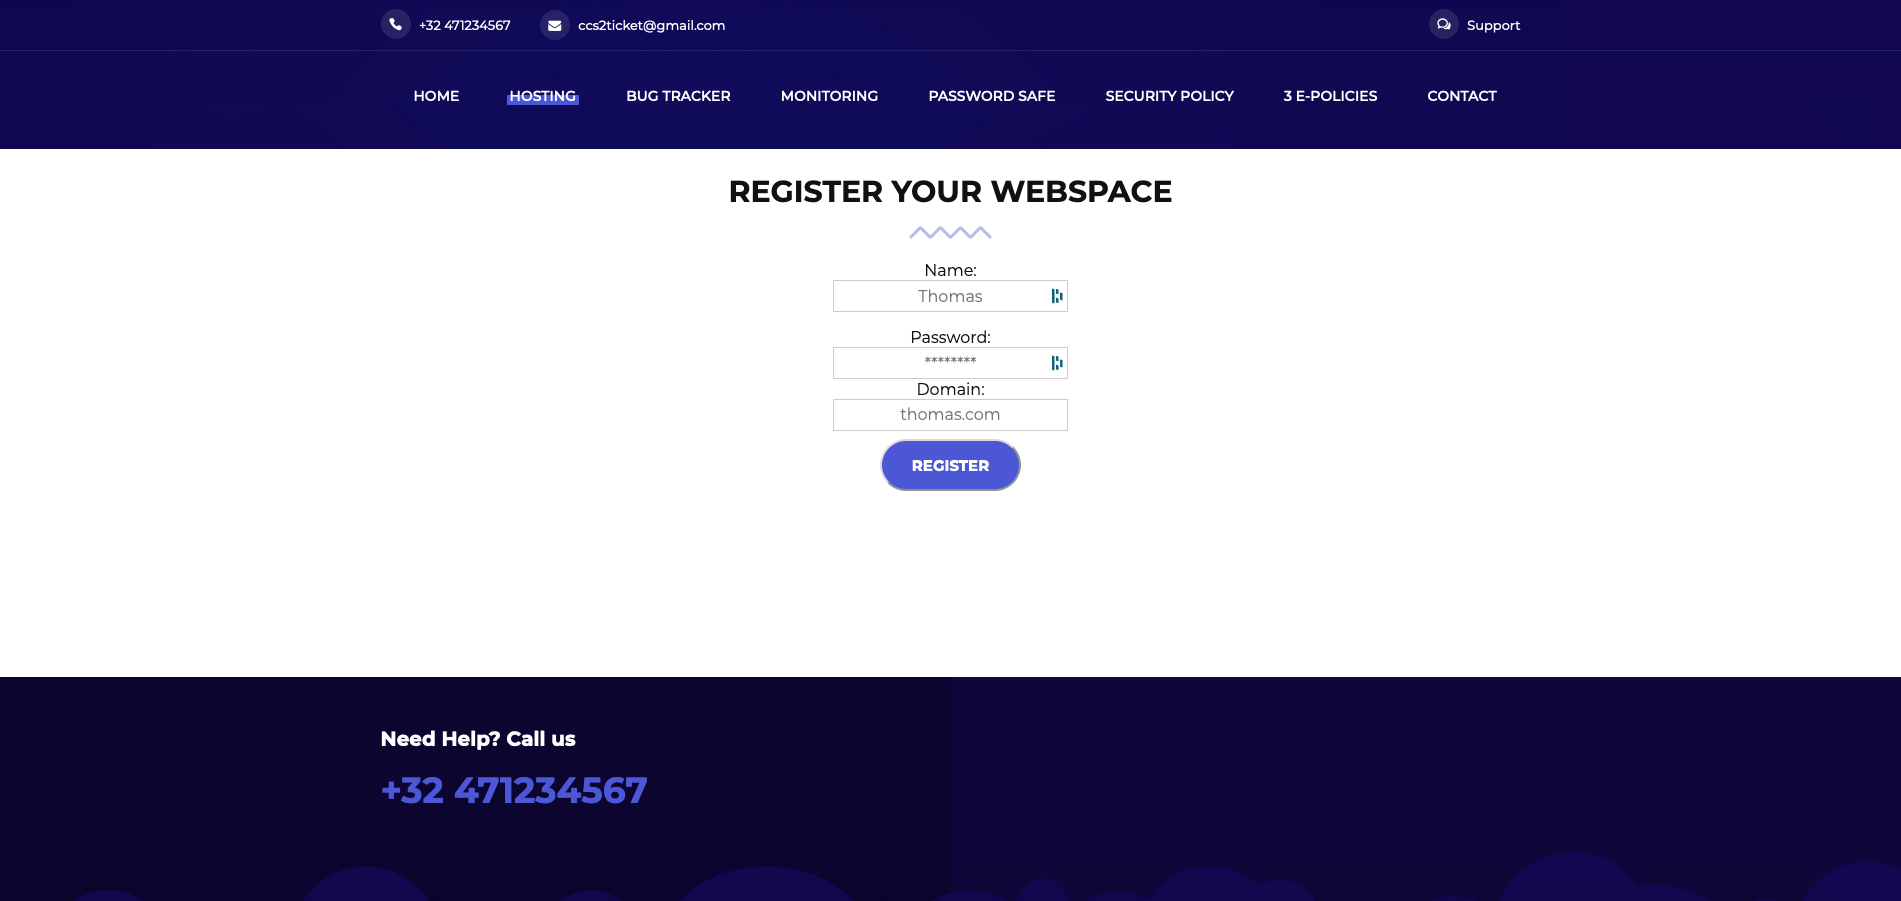 +32 471234567 ccs2ticket@gmail.com Support
HOME HOSTING BUG TRACKER MONITORING PASSWORD SAFE SECURITY POLICY 3 E-POLICIES CONTACT
REGISTER YOUR WEBSPACE
Name:
Thomas
Password:
********
Domain:
thomas.com
REGISTER
Need Help? Call us
+32 471234567